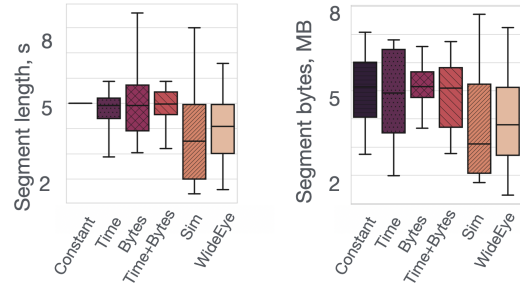 Segment length, s
8
5
2
Constant
Time
Bytes
Time+Bytes
Sim
WideEye
Segment bytes, MB
8
5
2
Constant
Time
Bytes
Time+Bytes
Sim
WideEye